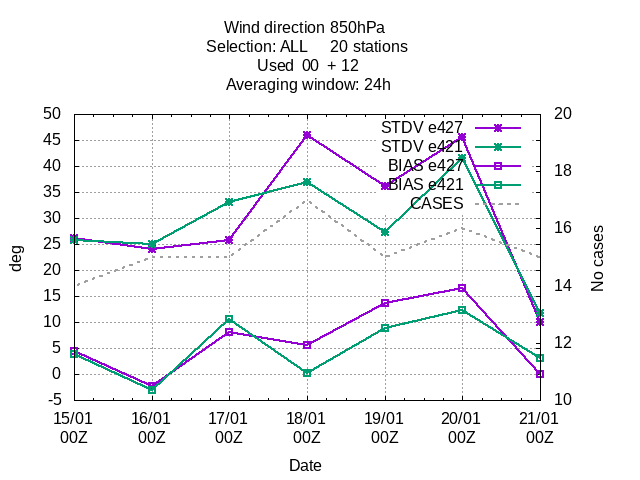 Wind direction 850hPa
Selection: ALL     20 stations
Used  00  + 12
Averaging window: 24h
50
45
40
35
30
25
20
15
10
5
0
-5
20
18
16
14
12
10
STDV e427
STDV e421
BIAS e427
BIAS e421
CASES
deg
No cases
15/01 16/01 17/01 18/01 19/01 20/01 21/01
00Z 00Z 00Z 00Z 00Z 00Z 00Z
Date